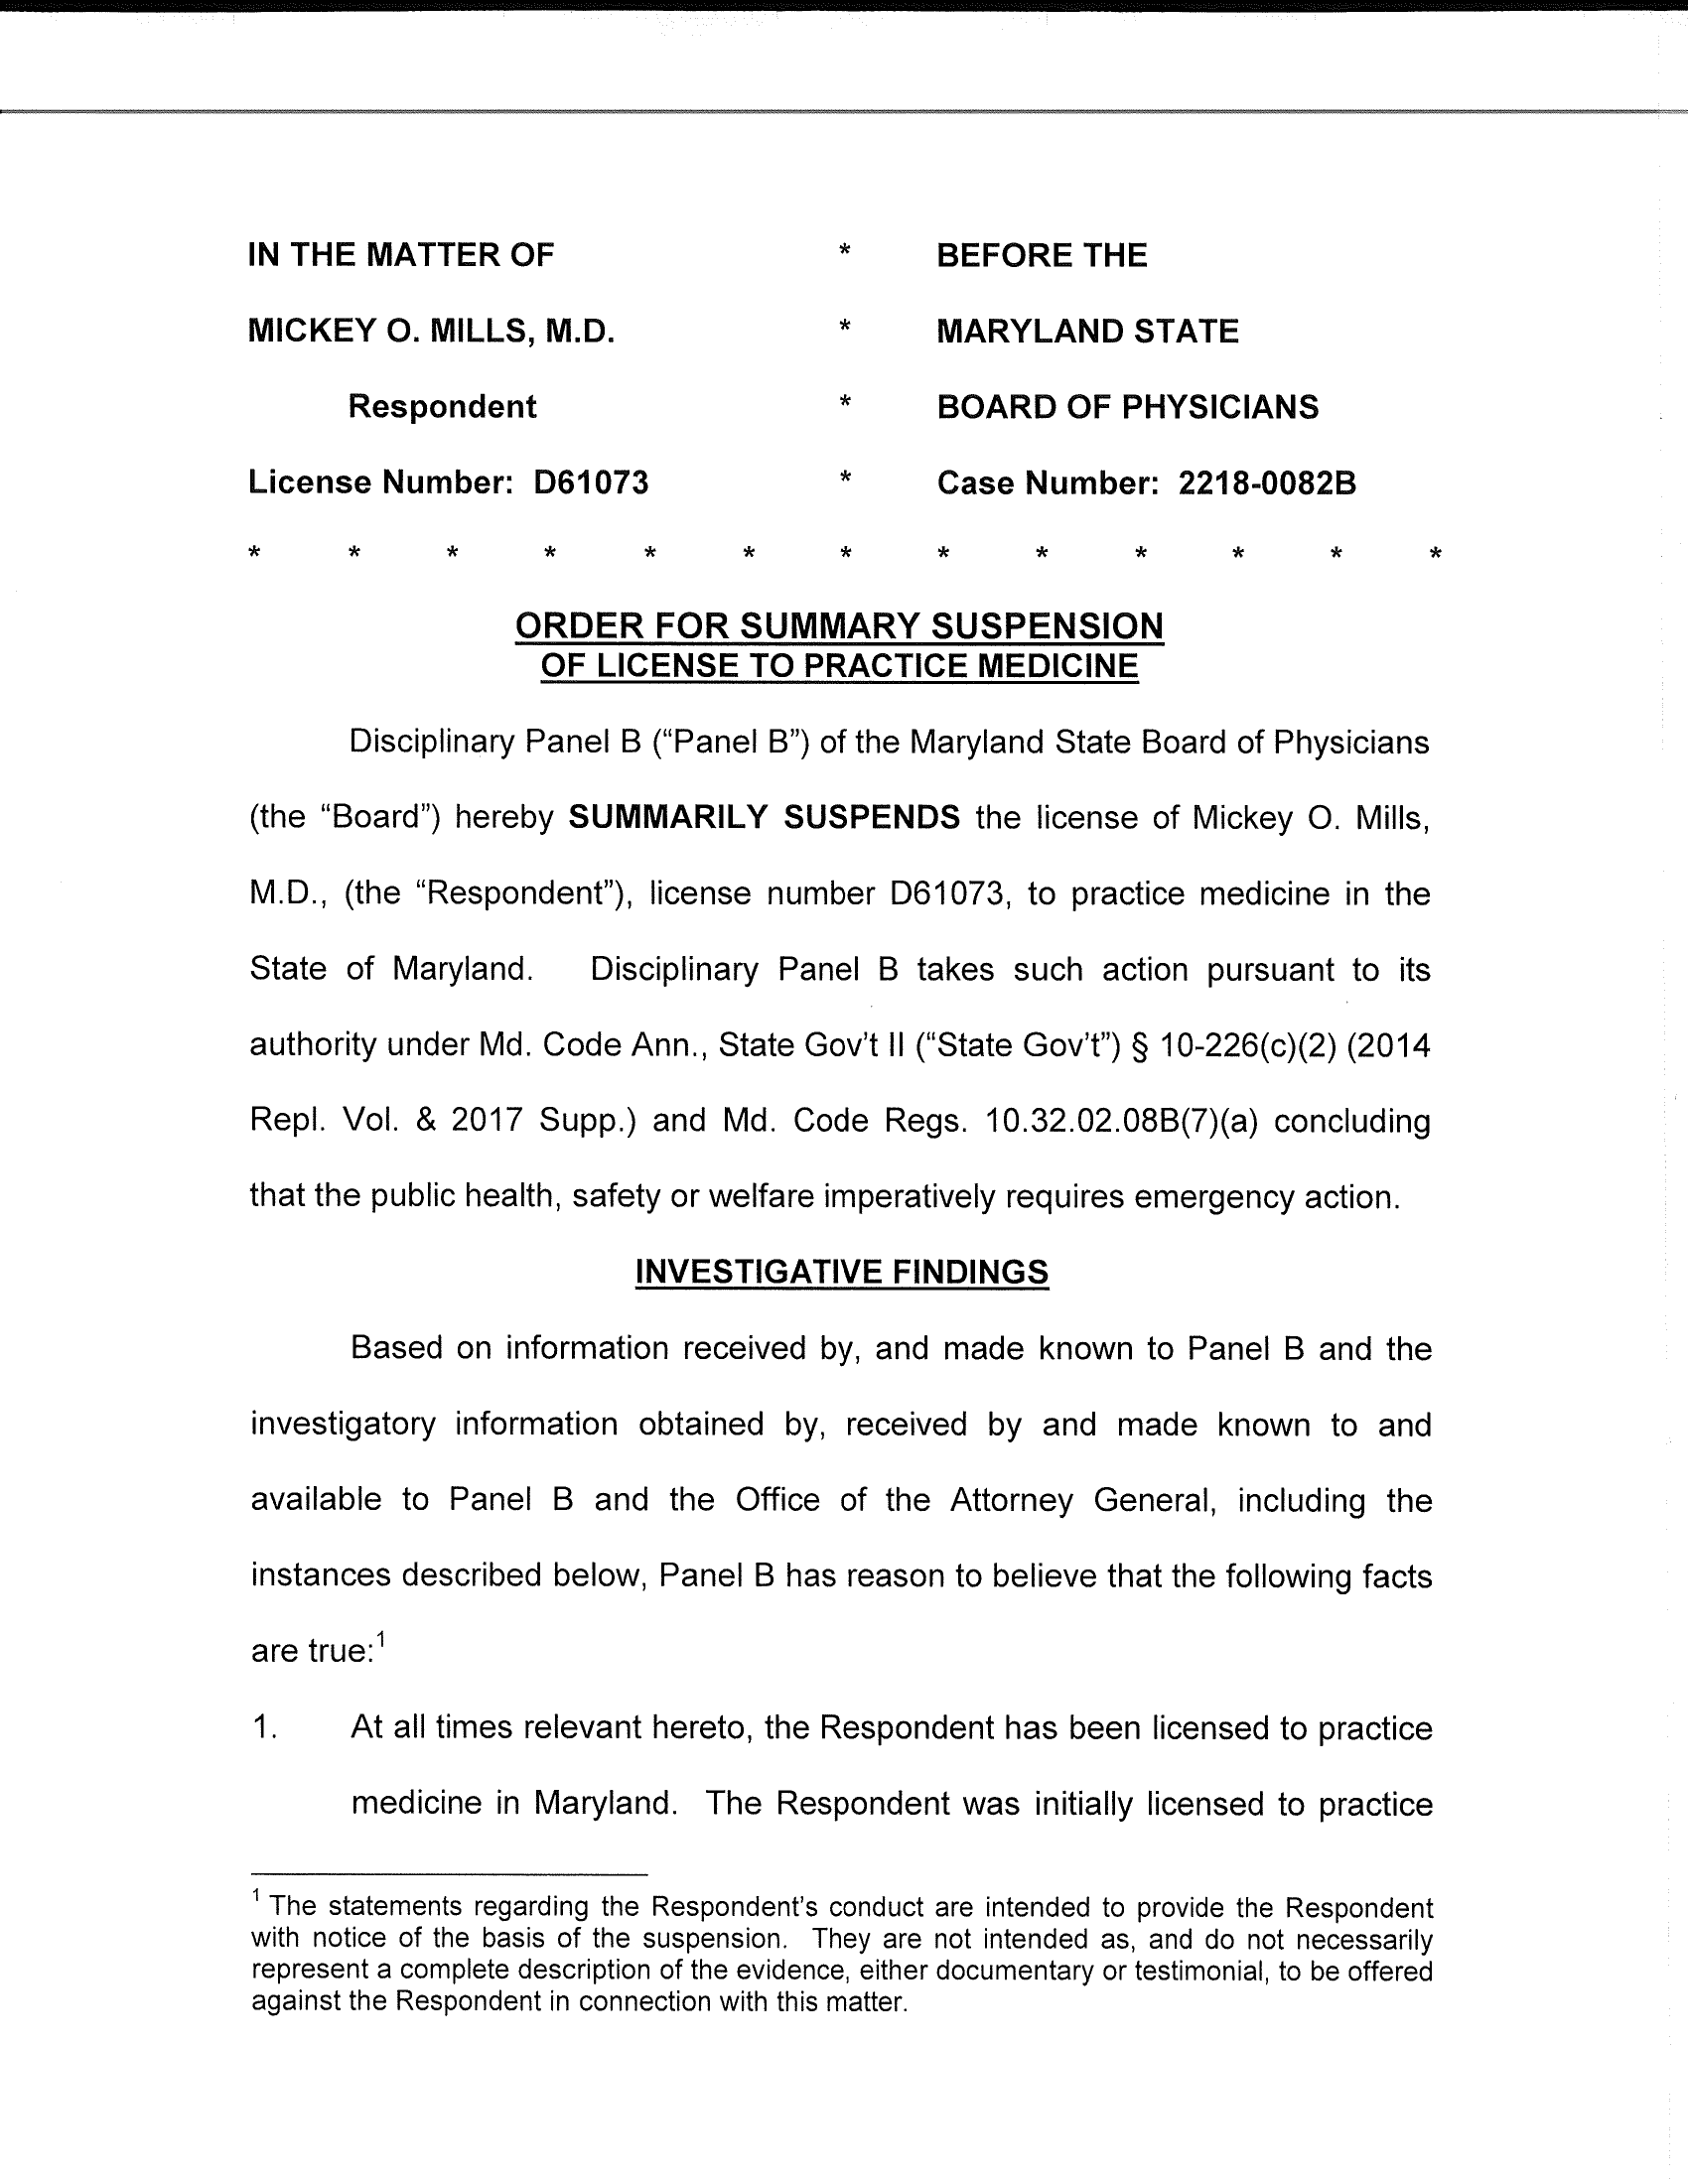 IN THE MATTER OF * BEFORE THE
MICKEY O. MILLS, M.D. * MARYLAND STATE
Respondent * BOARD OF PHYSICIANS
License Number: D61073 * Case Number: 2218-0082B
* * * * * * * * * * * * *
ORDER FOR SUMMARY SUSPENSION
OF LICENSE TO PRACTICE MEDICINE
Disciplinary Panel B (“Panel B”) of the Maryland State Board of Physicians
(the “Board”) hereby SUMMARILY SUSPENDS the license of Mickey O. Mills,
M.D., (the “Respondent”), license number D61073, to practice medicine in the
State of Maryland. Disciplinary Panel B takes such action pursuant to its
authority under Md. Code Ann., State Gov’t II (“State Gov’t”) § 10-226(c)(2) (2014
Repl. Vol. & 2017 Supp.) and Md. Code Regs. 10.32.02.08B(7)(a) concluding
that the public health, safety or welfare imperatively requires emergency action.
INVESTIGATIVE FINDINGS
Based on information received by, and made known to Panel B and the
investigatory information obtained by, received by and made known to and
available to Panel B and the Office of the Attorney General, including the
instances described below, Panel B has reason to believe that the following facts
are true:1
1. At all times relevant hereto, the Respondent has been licensed to practice
medicine in Maryland. The Respondent was initially licensed to practice
1 The statements regarding the Respondent’s conduct are intended to provide the Respondent
with notice of the basis of the suspension. They are not intended as, and do not necessarily
represent a complete description of the evidence, either documentary or testimonial, to be offered
against the Respondent in connection with this matter.